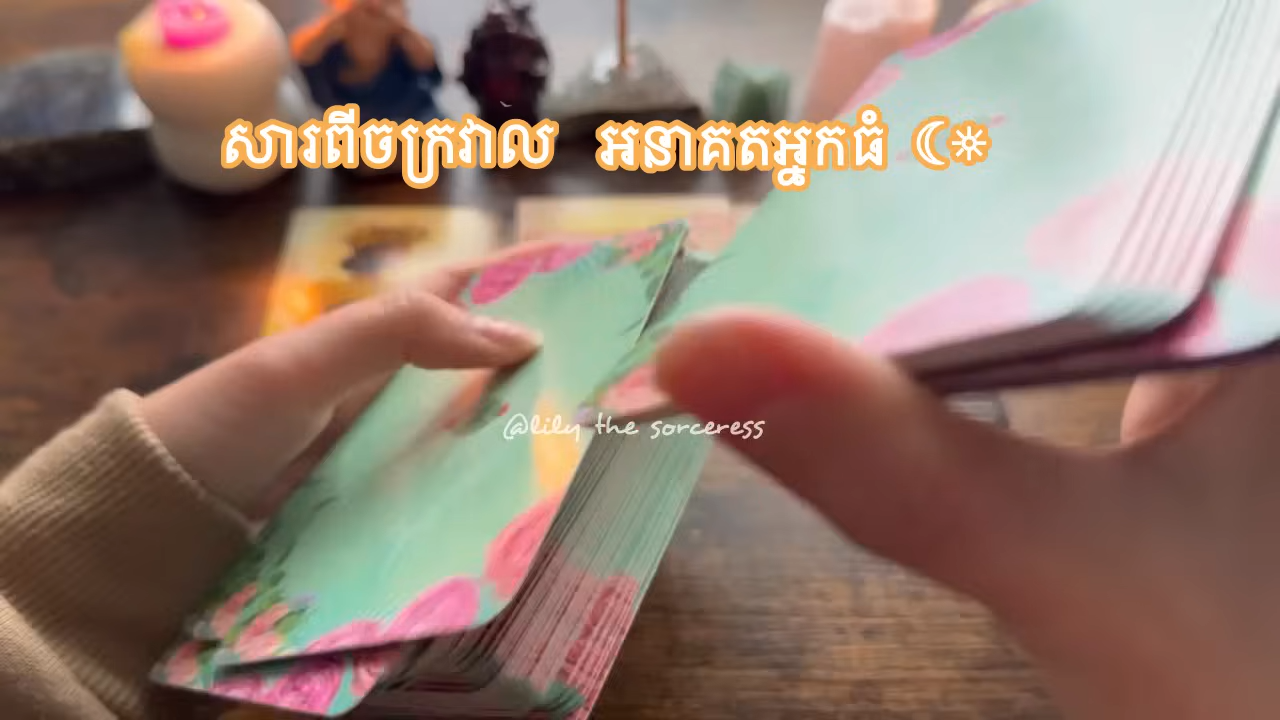 សារពីចក្រវាល អនាគតអ្នកធំ ☾☼
@lily the sorceress